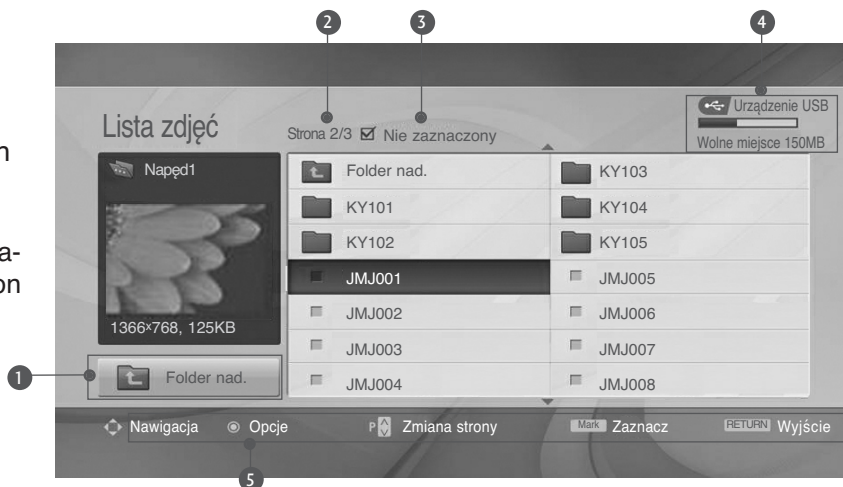 2
3
4
Urządzenie USB
Wolne miejsce 150MB
Lista zdjęć
Strona 2/3 Nie zaznaczony
n
a-
on
Napęd1
1366x768, 125KB
Folder nad.
1
Folder nad.
KY101
KY102
JMJ001
JMJ002
JMJ003
JMJ004
KY103
KY104
KY105
JMJ005
JMJ006
JMJ007
JMJ008
Nawigacja Opcje P Zmiana strony Mark Zaznacz RETURN Wyjście
5